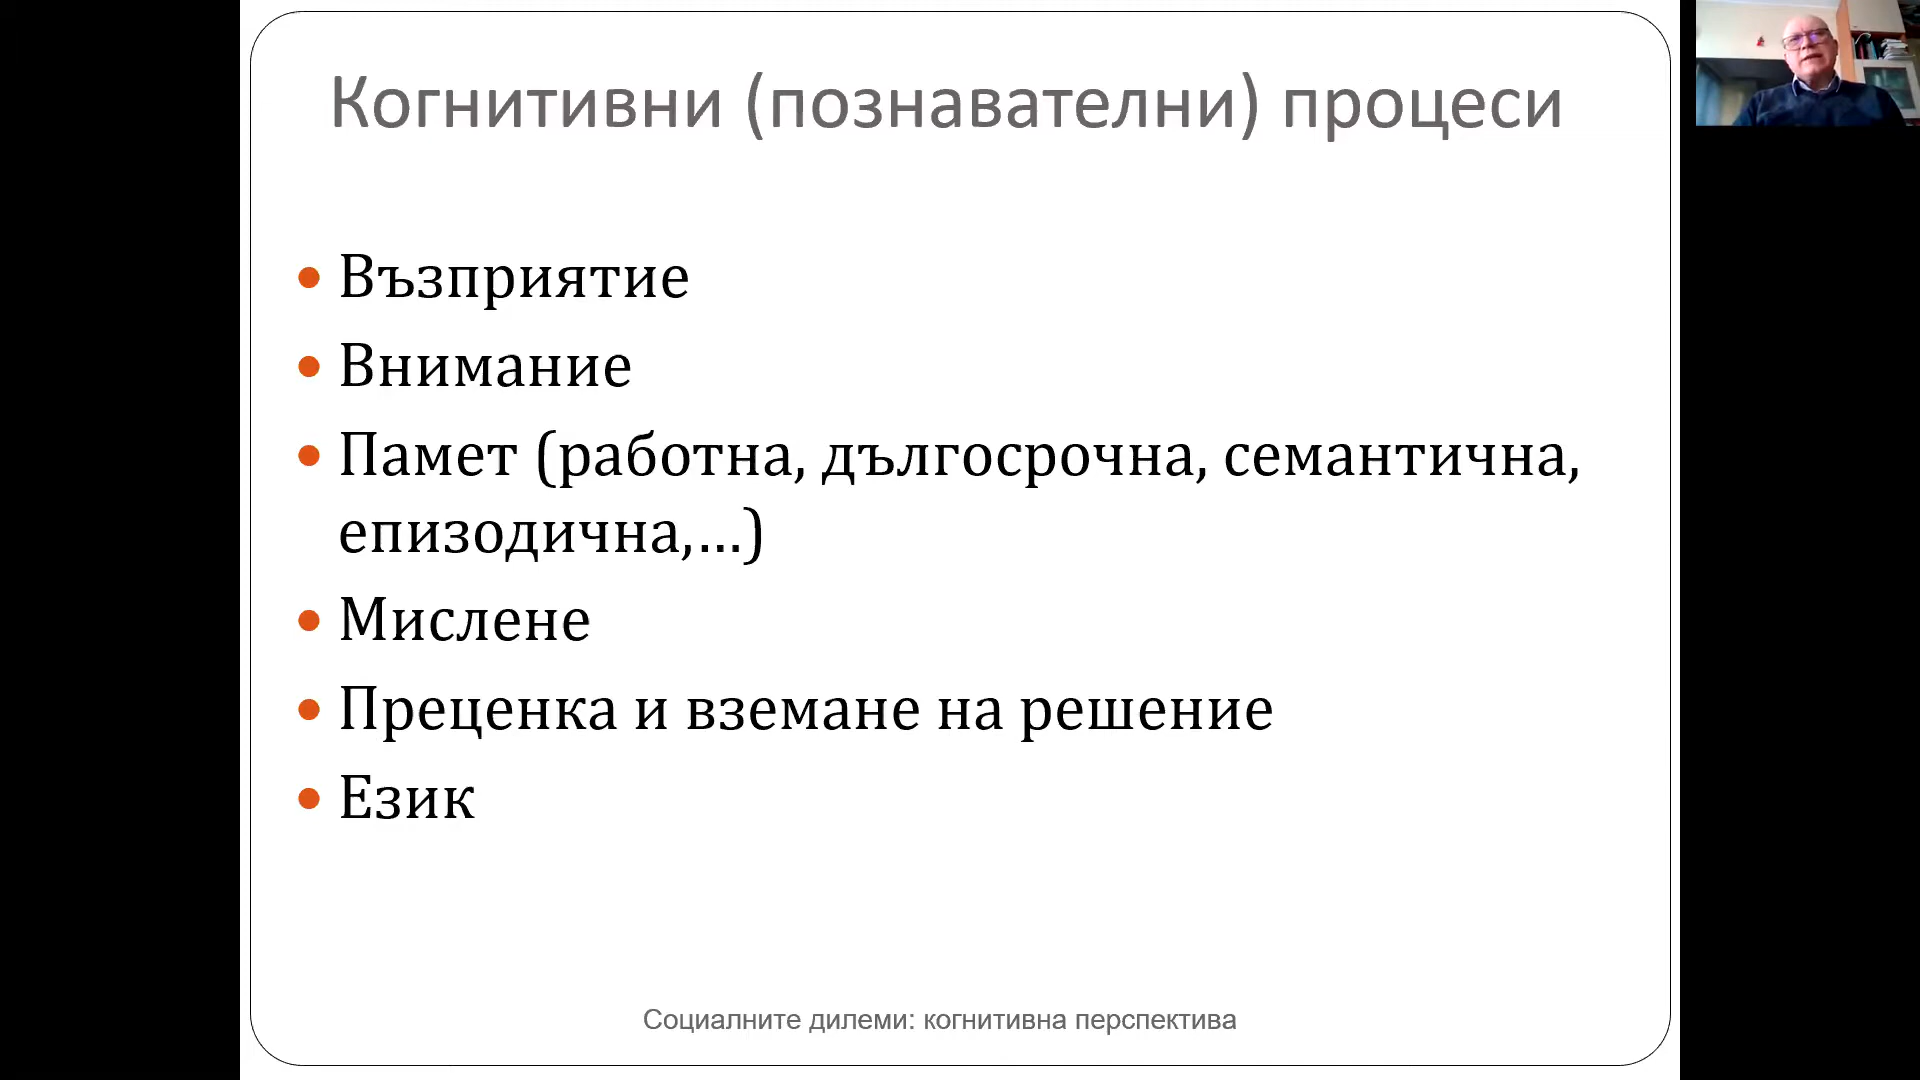 Когнитивни (познавателни) процеси
• Възприятие
• Внимание
• Памет (работна, дългосрочна, семантична,
епизодична,...)
• Мислене
• Преценка и вземане на решение
• Език
Социалните дилеми: когнитивна перспектива